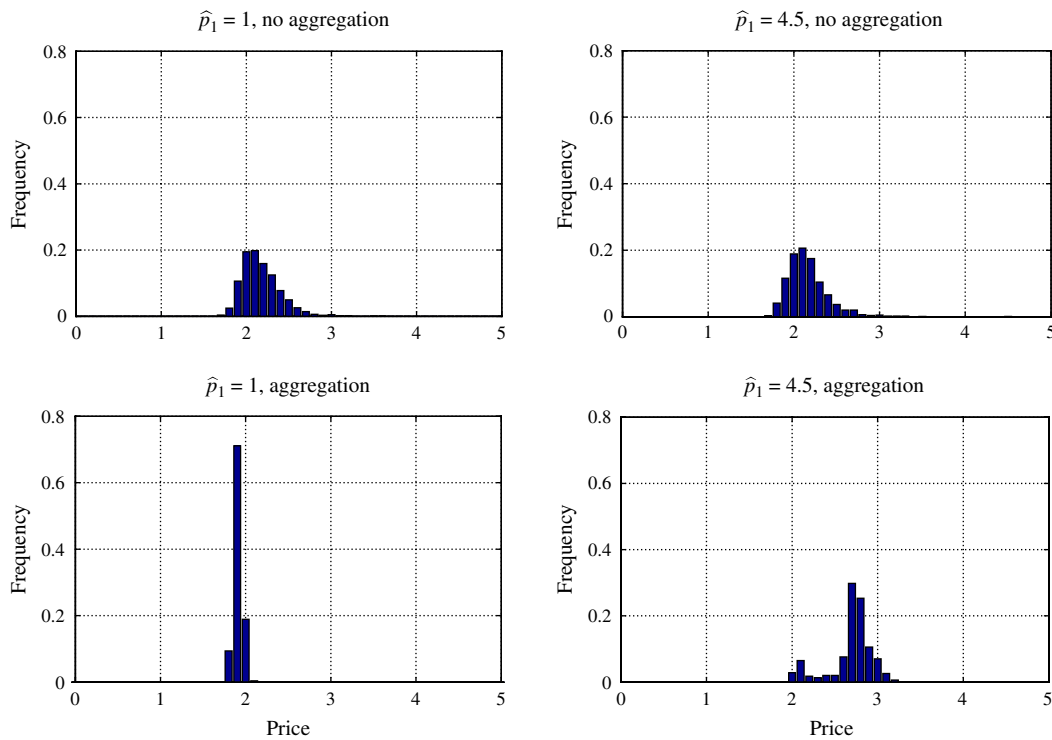 p̂₁ = 1, no aggregation
0.8
0.6
0.4
0.2
0
Frequency
0 1 2 3 4 5
p̂₁ = 4.5, no aggregation
0.8
0.6
0.4
0.2
0
Frequency
0 1 2 3 4 5
p̂₁ = 1, aggregation
0.8
0.6
0.4
0.2
0
Frequency
0 1 2 3 4 5
Price
p̂₁ = 4.5, aggregation
0.8
0.6
0.4
0.2
0
Frequency
0 1 2 3 4 5
Price